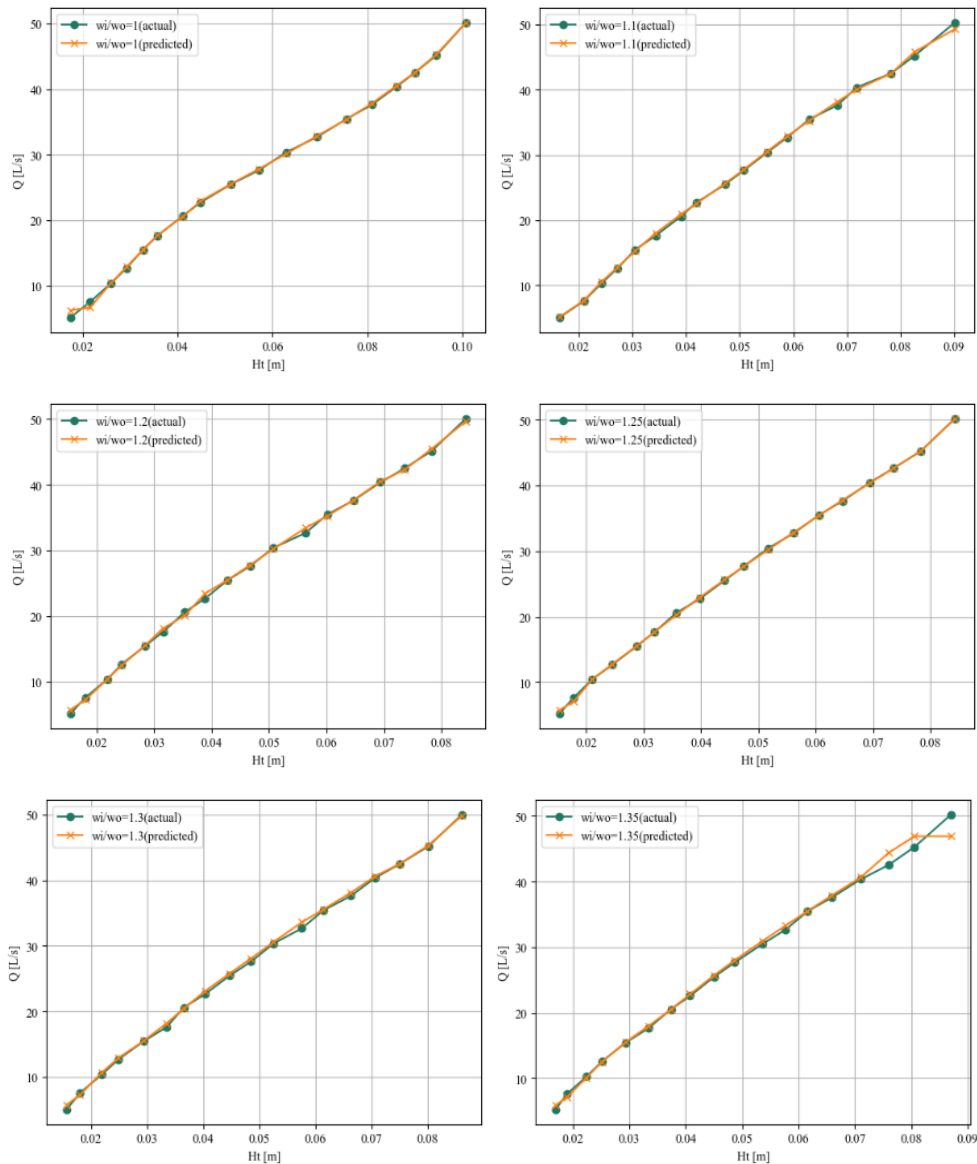 wi/wo=1(actual)
wi/wo=1(predicted)
50
40
30
20
10
Q [L/s]
0.02 0.04 0.06 0.08 0.10
Ht [m]
wi/wo=1.1(actual)
wi/wo=1.1(predicted)
50
40
30
20
10
Q [L/s]
0.02 0.03 0.04 0.05 0.06 0.07 0.08 0.09
Ht [m]
wi/wo=1.2(actual)
wi/wo=1.2(predicted)
50
40
30
20
10
Q [L/s]
0.02 0.03 0.04 0.05 0.06 0.07 0.08
Ht [m]
wi/wo=1.25(actual)
wi/wo=1.25(predicted)
50
40
30
20
10
Q [L/s]
0.02 0.03 0.04 0.05 0.06 0.07 0.08
Ht [m]
wi/wo=1.3(actual)
wi/wo=1.3(predicted)
50
40
30
20
10
Q [L/s]
0.02 0.03 0.04 0.05 0.06 0.07 0.08
Ht [m]
wi/wo=1.35(actual)
wi/wo=1.35(predicted)
50
40
30
20
10
Q [L/s]
0.02 0.03 0.04 0.05 0.06 0.07 0.08 0.09
Ht [m]